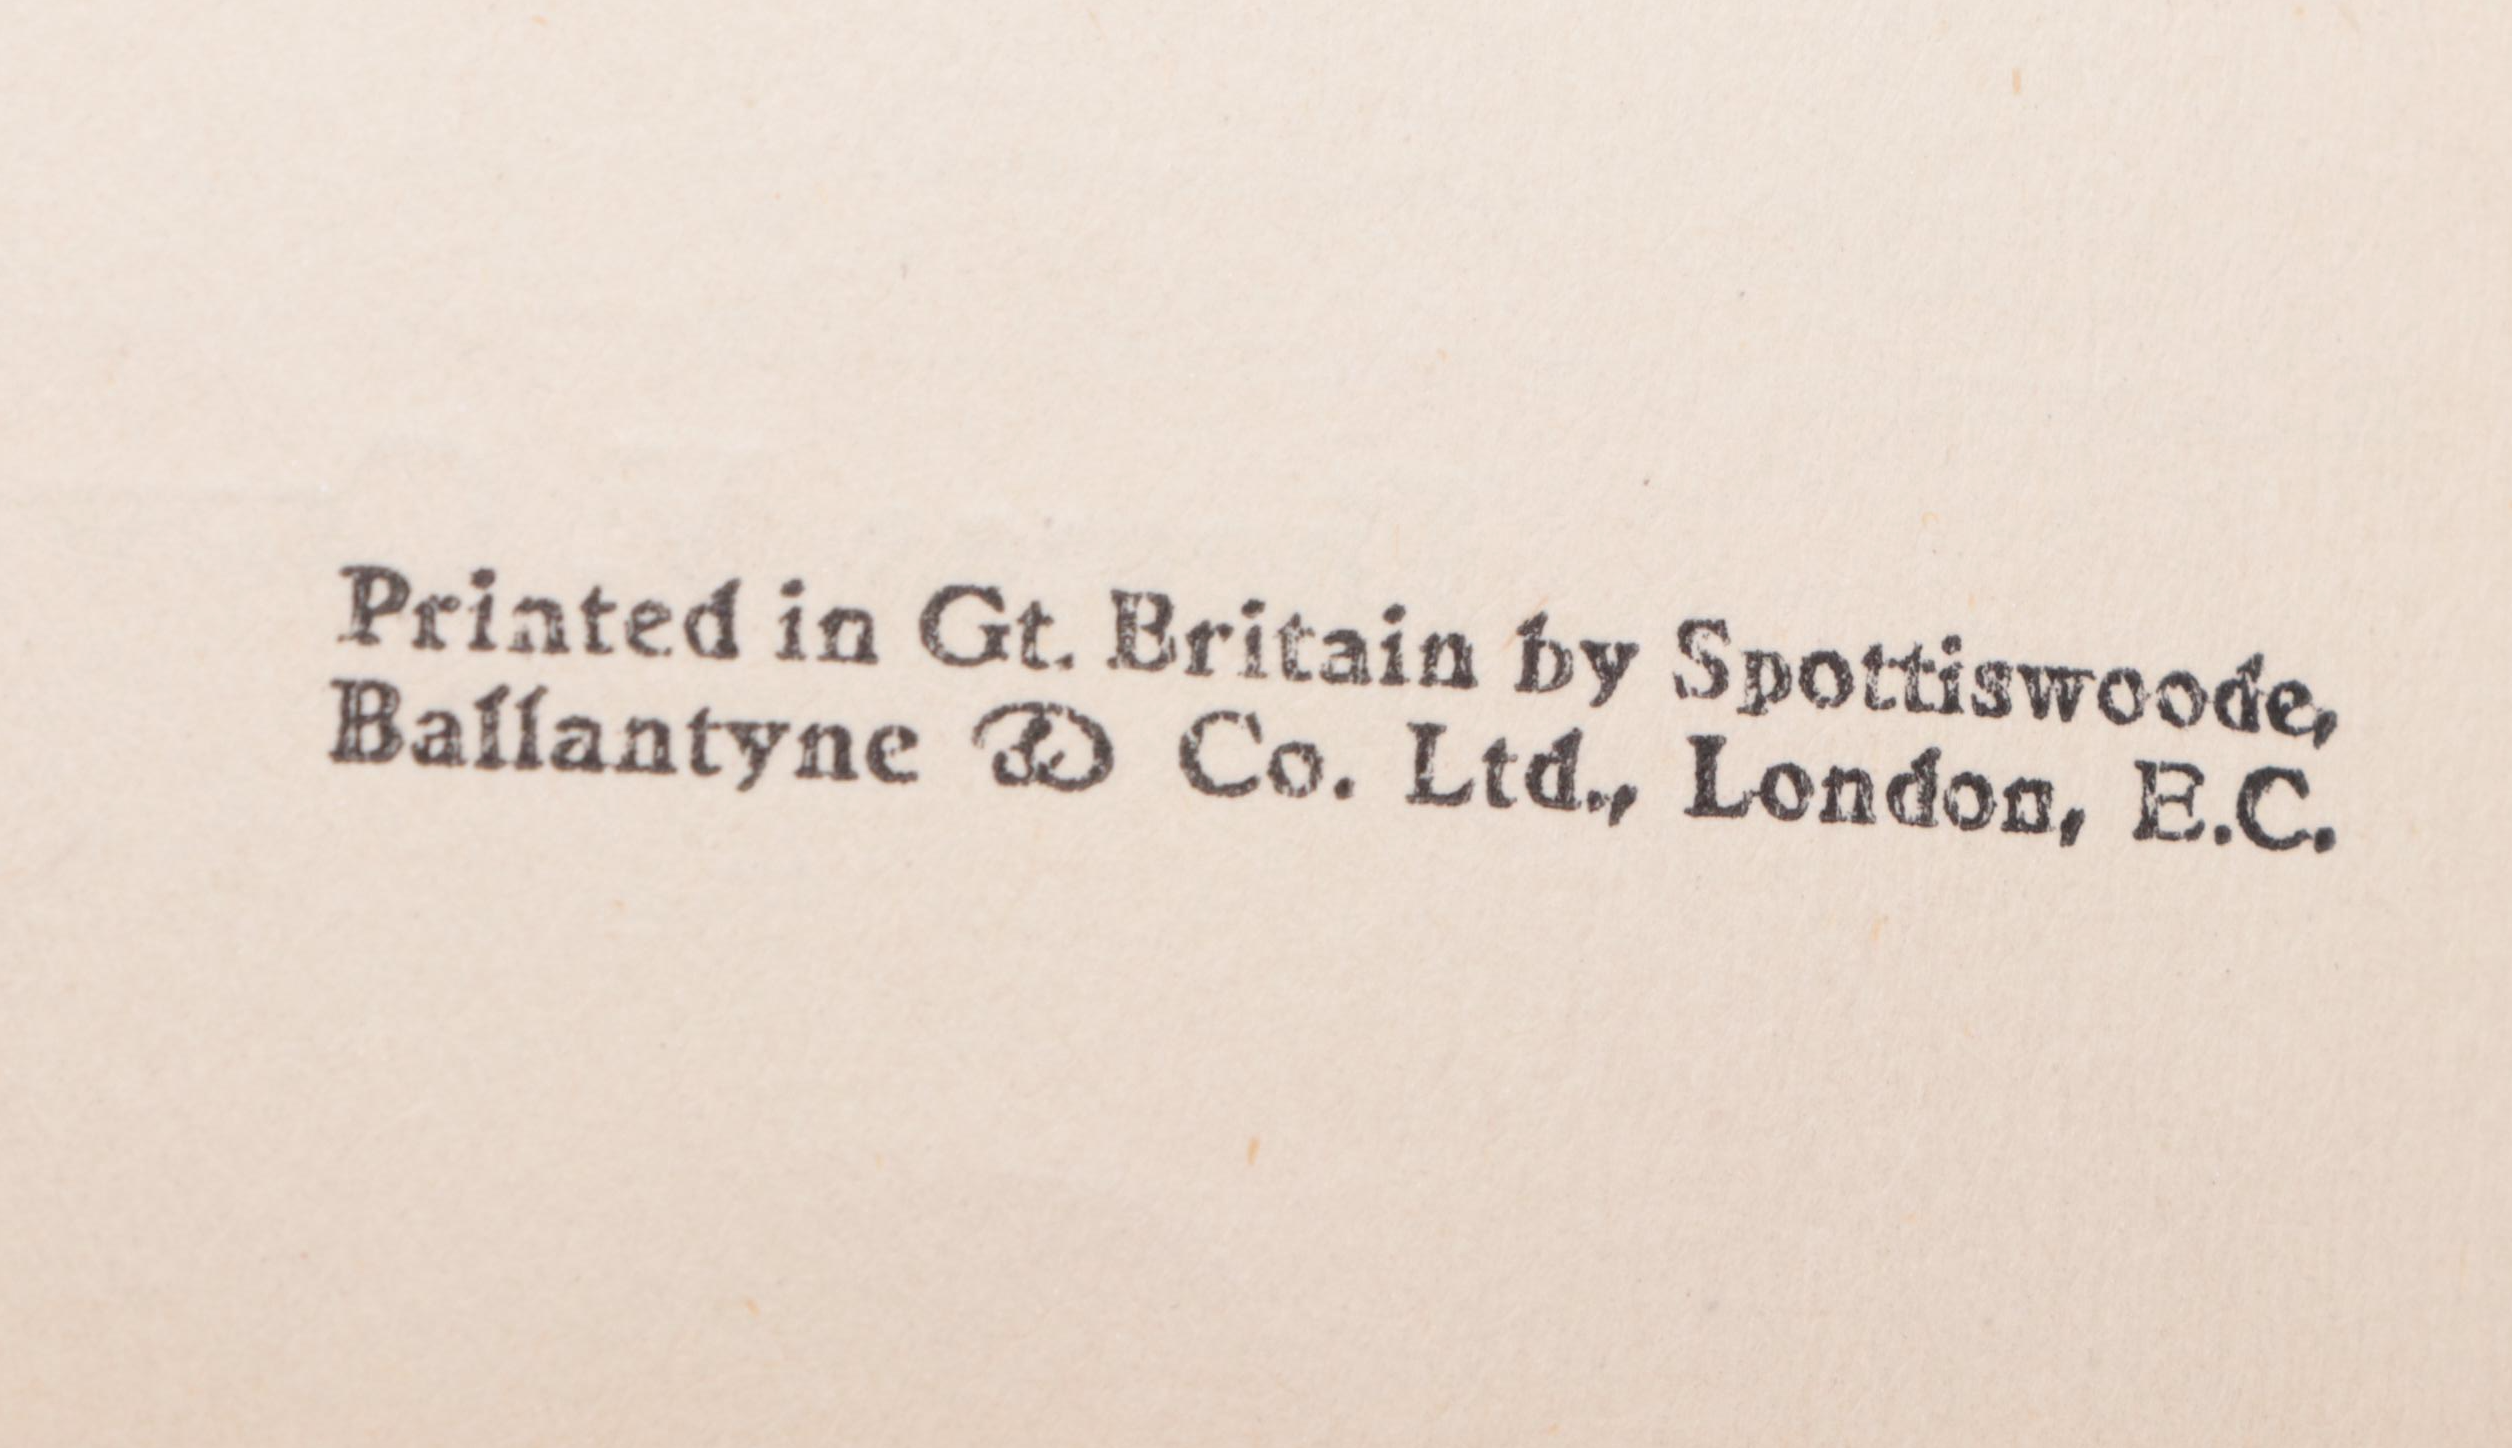 Printed in Gt. Britain by Spottiswoode,
Ballantyne & Co. Ltd., London, E.C.